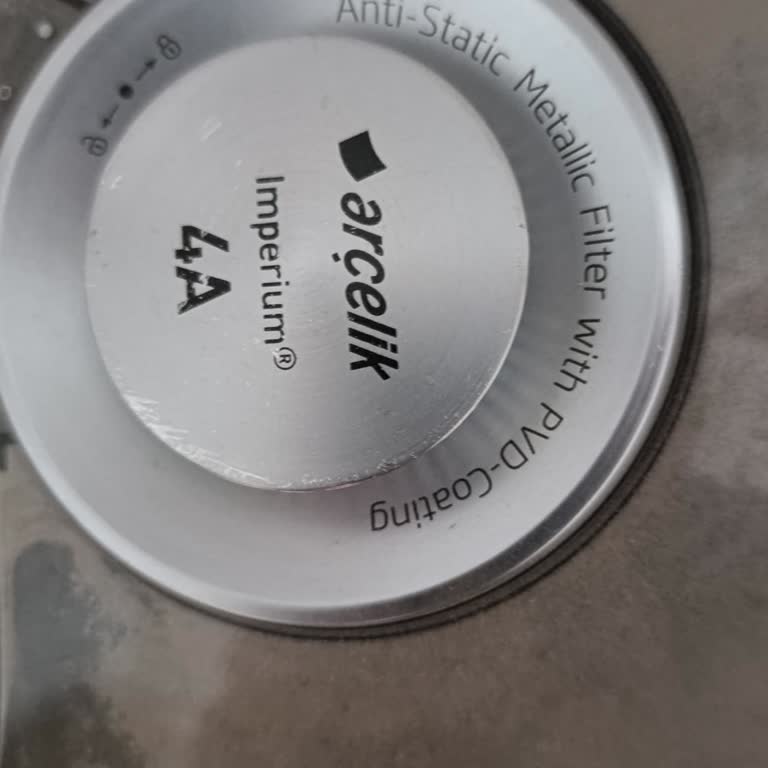 Anti-Static Metallic Filter with PVD-Coating
arçelik
Imperium®
4A